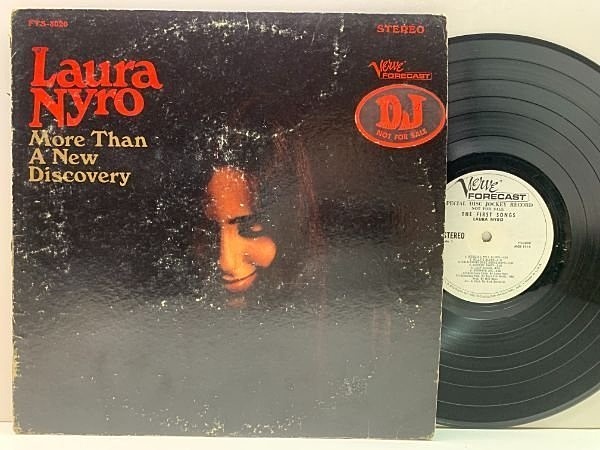 FTS-3020
STEREO
Laura
Nyro
More Than
A New
Discovery
Verve
FORECAST
DJ
NOT FOR SALE
Verve
FORECAST
SPECIAL DISC JOCKEY RECORD
NOT FOR SALE
THE FIRST SONGS
LAURA NYRO
STEREO